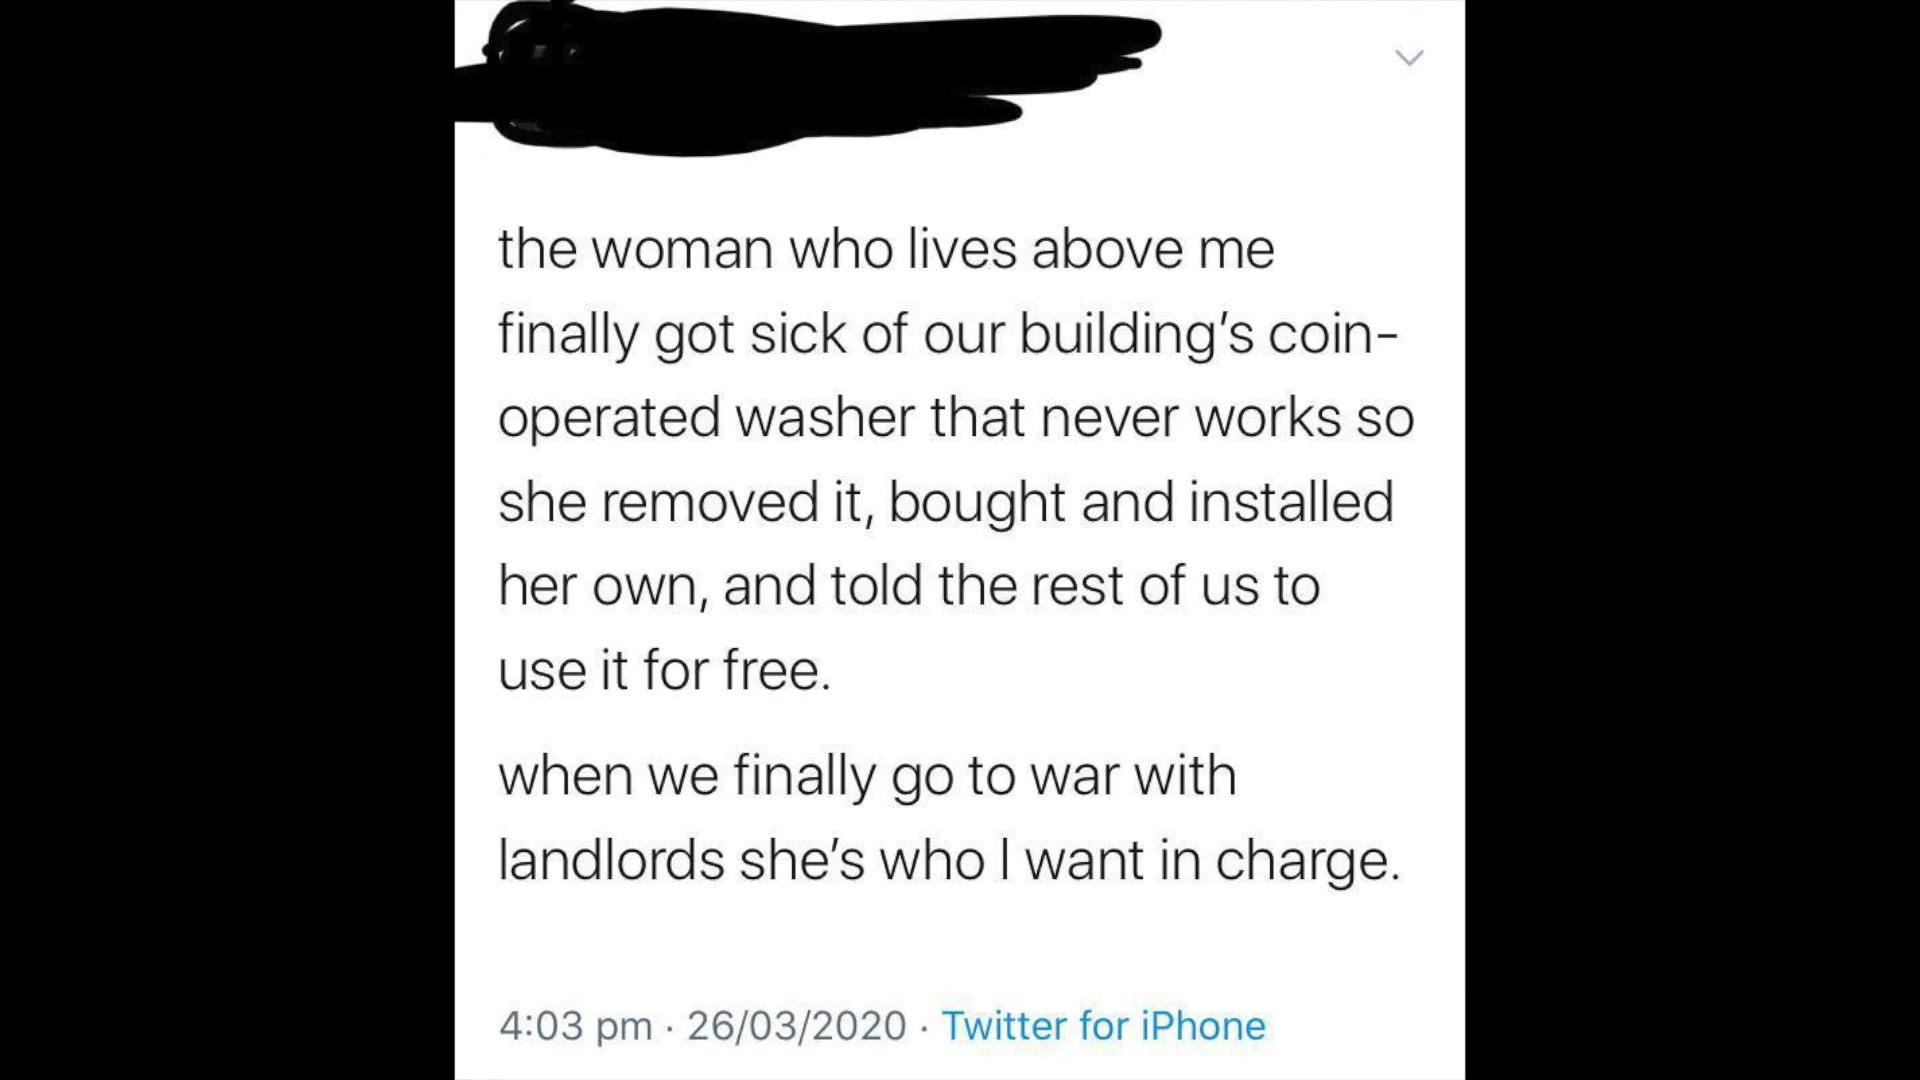 the woman who lives above me
finally got sick of our building’s coin-
operated washer that never works so
she removed it, bought and installed
her own, and told the rest of us to
use it for free.
when we finally go to war with
landlords she’s who I want in charge.
4:03 pm · 26/03/2020 · Twitter for iPhone